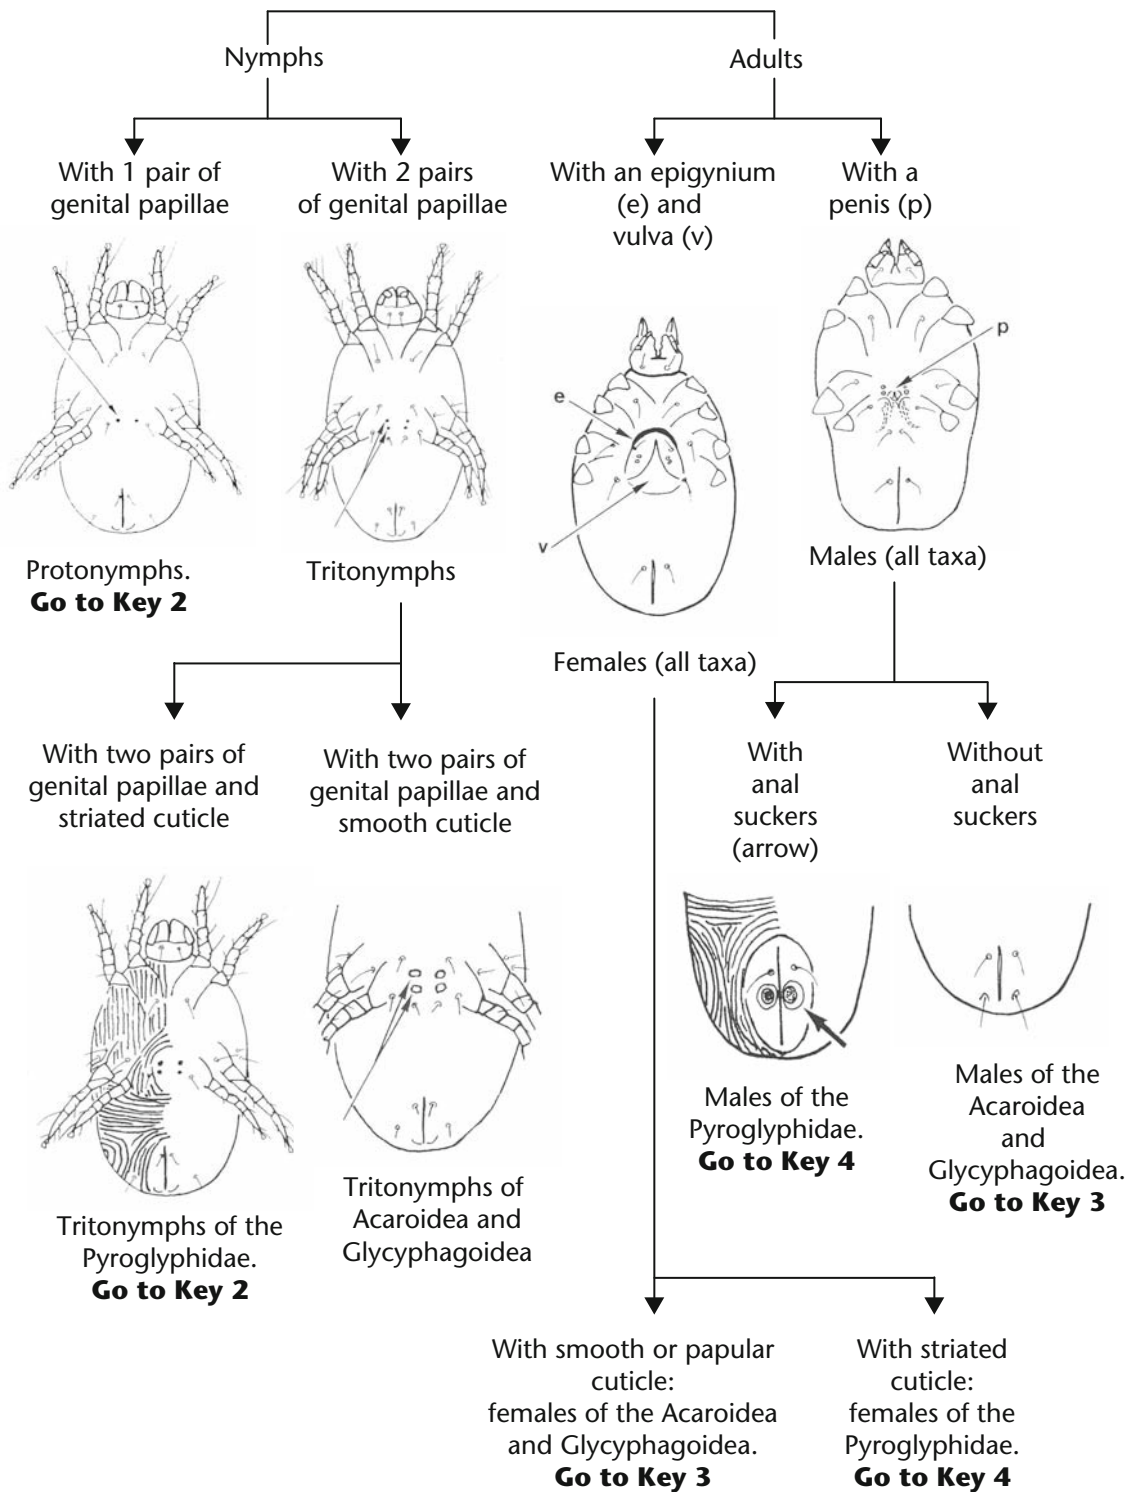 Nymphs
Adults
With 1 pair of
genital papillae
With 2 pairs
of genital papillae
With an epigynium
(e) and
vulva (v)
With a
penis (p)
p
e
v
Protonymphs.
Go to Key 2
Tritonymphs
Males (all taxa)
Females (all taxa)
With two pairs of
genital papillae and
striated cuticle
With two pairs of
genital papillae and
smooth cuticle
With
anal
suckers
(arrow)
Without
anal
suckers
Tritonymphs of the
Pyroglyphidae.
Go to Key 2
Tritonymphs of
Acaroidea and
Glycyphagoidea
Males of the
Pyroglyphidae.
Go to Key 4
Males of the
Acaroidea
and
Glycyphagoidea.
Go to Key 3
With smooth or papular
cuticle:
females of the Acaroidea
and Glycyphagoidea.
Go to Key 3
With striated
cuticle:
females of the
Pyroglyphidae.
Go to Key 4